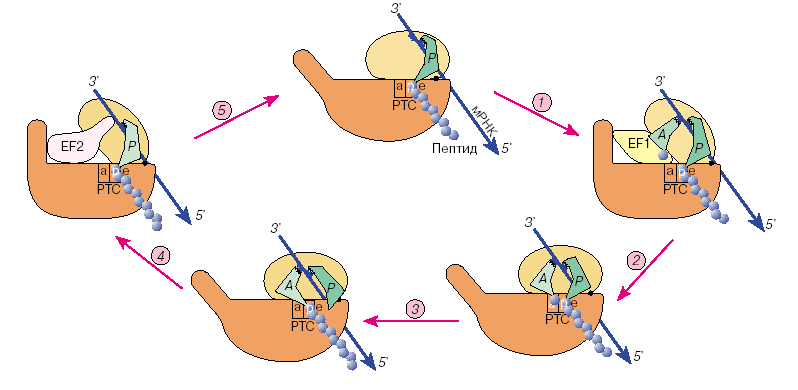 3'
P
a p e
PTC
мРНК
Пептид
5'
1
3'
EF1
A
P
a p e
PTC
5'
2
3'
A
P
a p e
PTC
5'
3
3'
A
P
a p e
PTC
5'
4
3'
EF2
P
a p e
PTC
5'
5